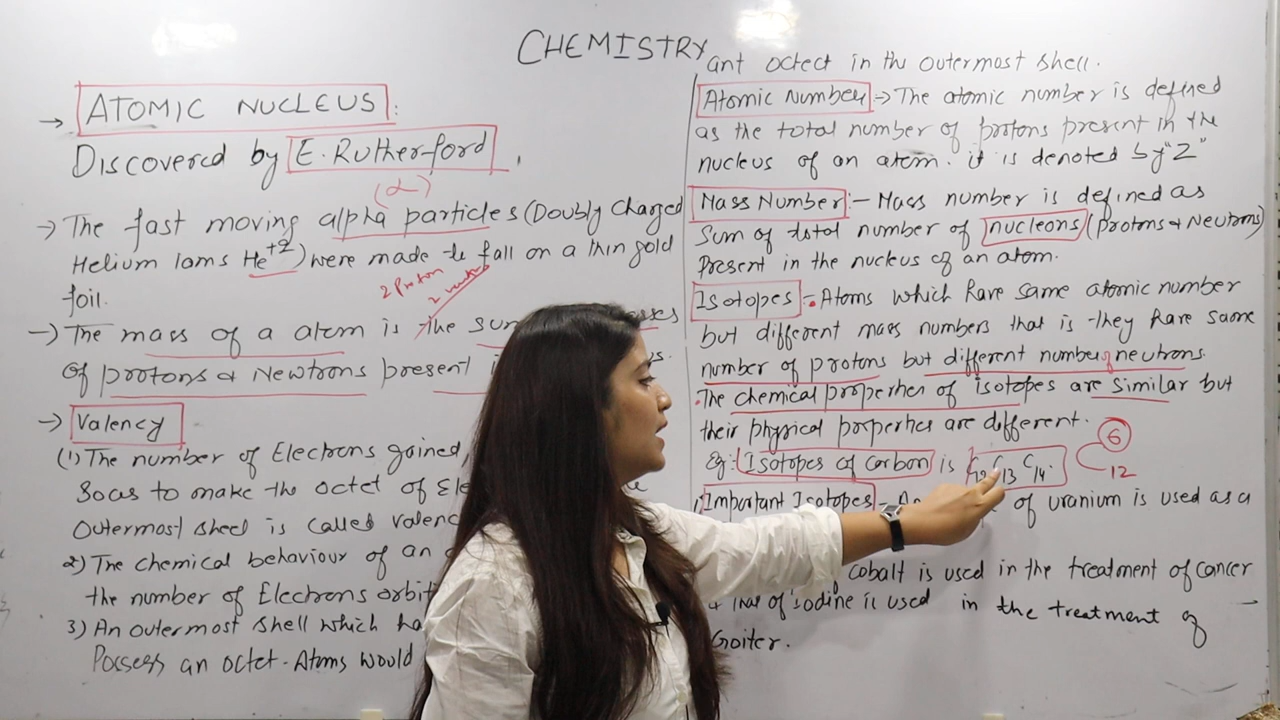 CHEMISTRY
→ ATOMIC NUCLEUS:
Discovered by E. Rutherford.
(α)
→ The fast moving alpha particles (Doubly Charged
Helium Ioms He+2) were made to fall on a thin gold
foil.
2 Proton
→ The mass of a atom is the sum
of protons & Newtrons present
→ Valency
(1) The number of Electrons gained,
to make the octet of
Outermost sheel is called
2) The chemical behaviour of an
the number of Electrons
3) An outermost shell which
Possess an octet. Atoms would
ant octect in the outermost shell.
Atomic Number → The atomic number is defined
as the total number of protons present in the
nucleus of an atom. it is denoted by "Z"
Mass Number :- Mass number is defined as
Sum of total number of nucleons (protons & Neutrons)
Present in the nucleus of an atom.
Isotopes :- Atoms which have same atomic number
but different mass numbers that is they have same
number of protons but different number of neutrons.
The chemical properties of isotopes are similar but
their physical properties are different.
6
Eg: Isotopes of carbon is C12 C13 C14.
12
Important Isotopes - of uranium is used as a
cobalt is used in the treatment of cancer
of iodine is used in the treatment of
Goiter.